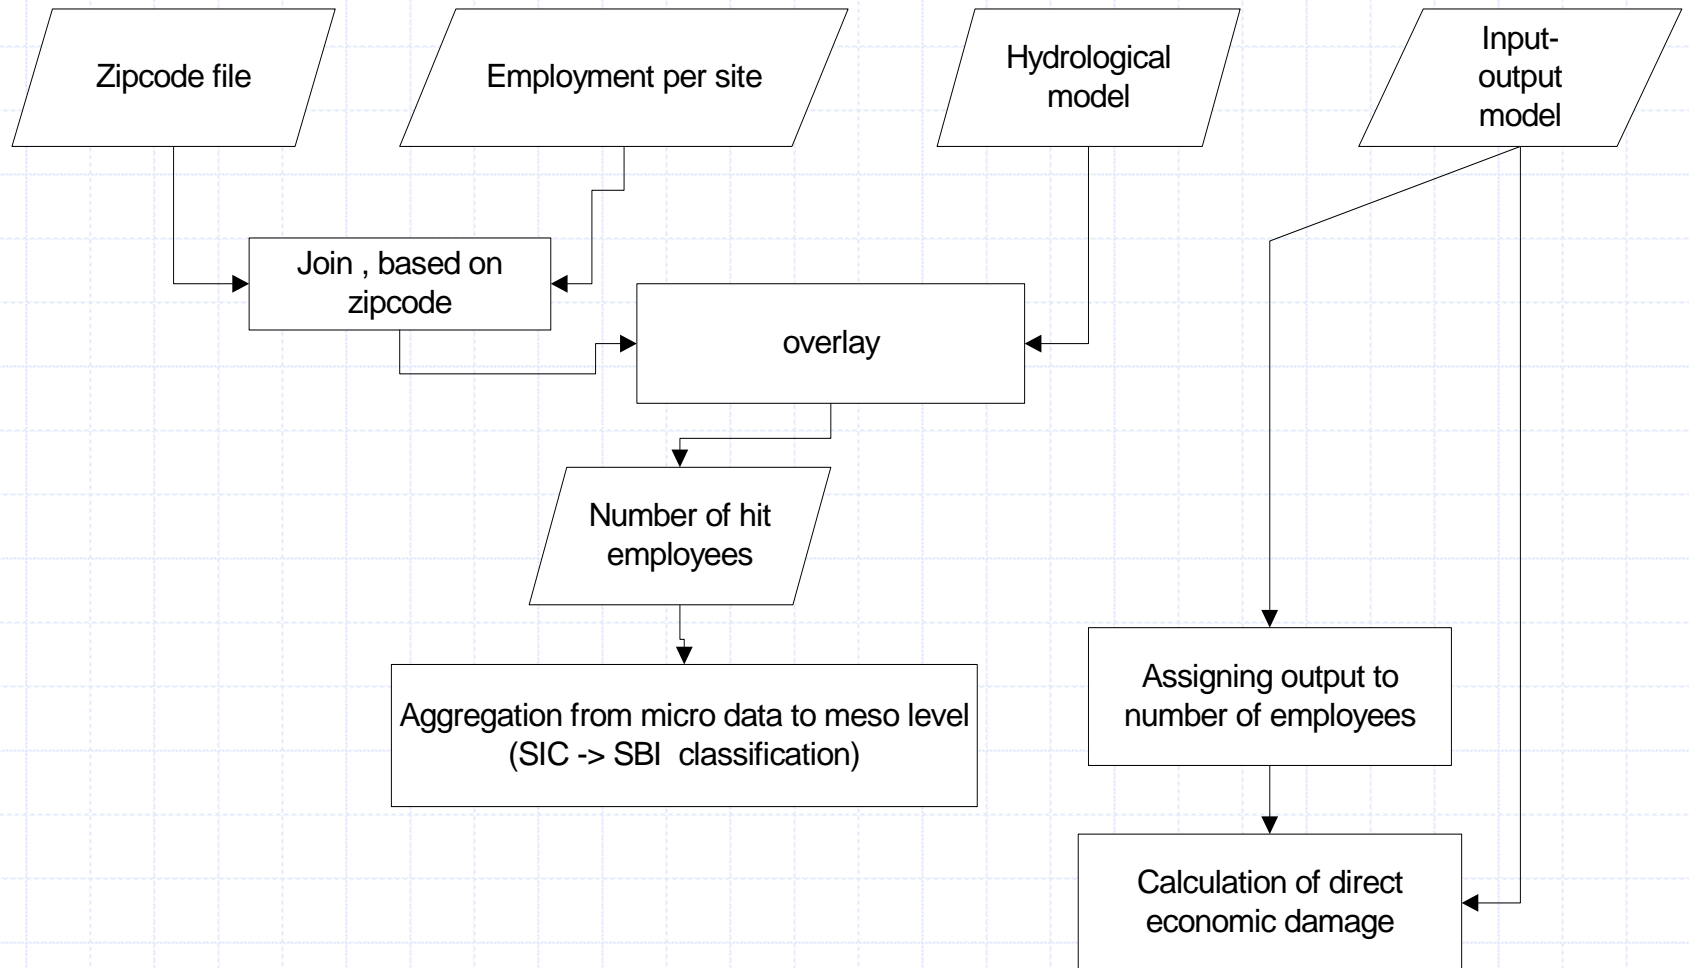 Zipcode file
Employment per site
Hydrological
model
Input-
output
model
Join , based on
zipcode
overlay
Number of hit
employees
Aggregation from micro data to meso level
(SIC -> SBI  classification)
Assigning output to
number of employees
Calculation of direct
economic damage